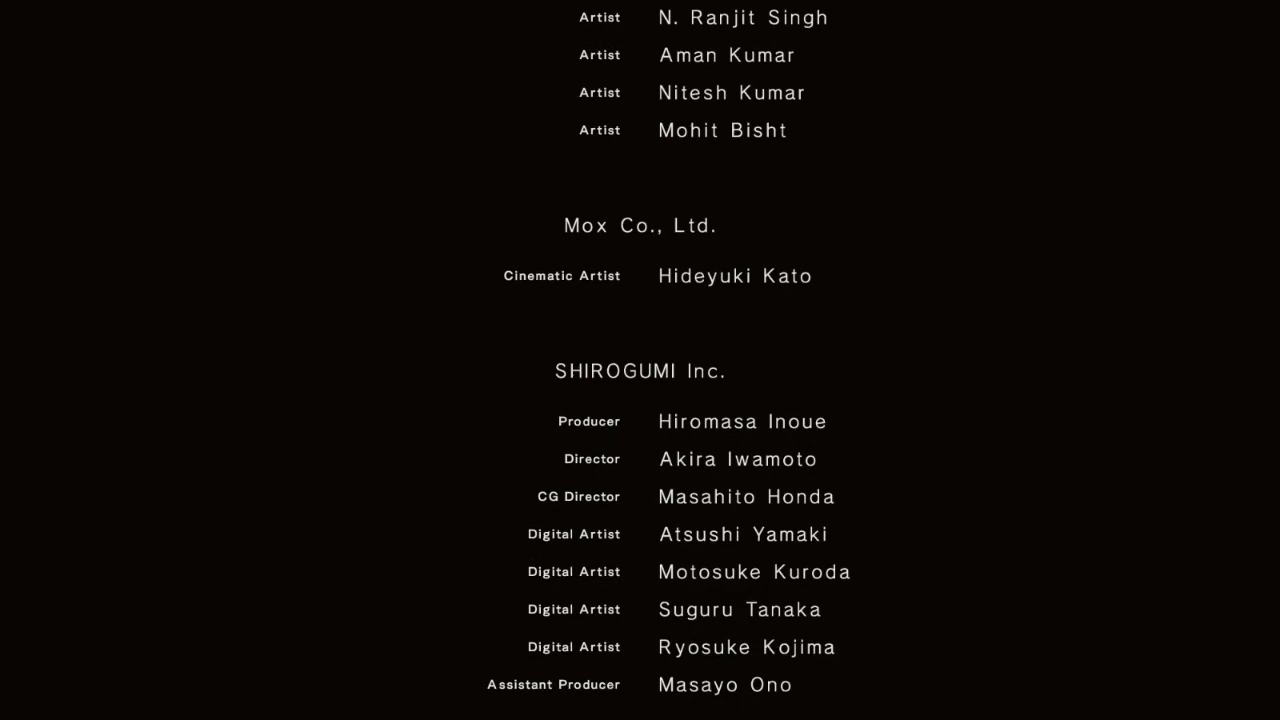 Artist N. Ranjit Singh
Artist Aman Kumar
Artist Nitesh Kumar
Artist Mohit Bisht
Mox Co., Ltd.
Cinematic Artist Hideyuki Kato
SHIROGUMI Inc.
Producer Hiromasa Inoue
Director Akira Iwamoto
CG Director Masahito Honda
Digital Artist Atsushi Yamaki
Digital Artist Motosuke Kuroda
Digital Artist Suguru Tanaka
Digital Artist Ryosuke Kojima
Assistant Producer Masayo Ono